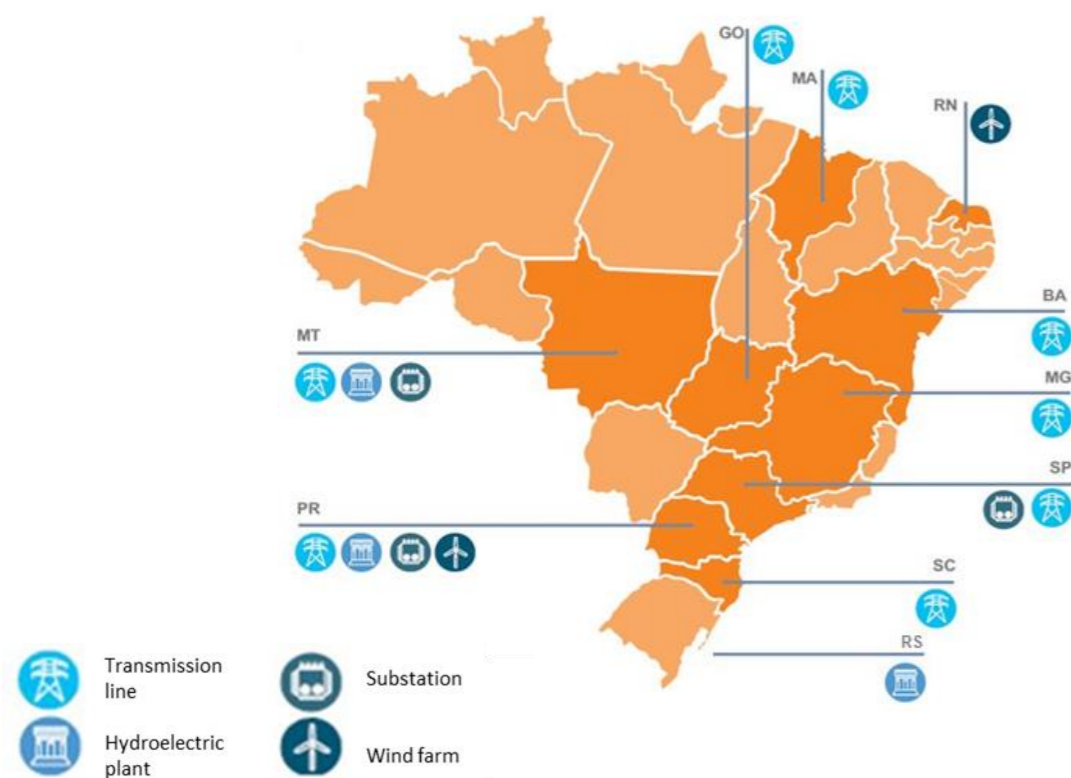 GO
MA
RN
BA
MT
MG
SP
PR
SC
RS
Transmission
line
Substation
Hydroelectric
plant
Wind farm